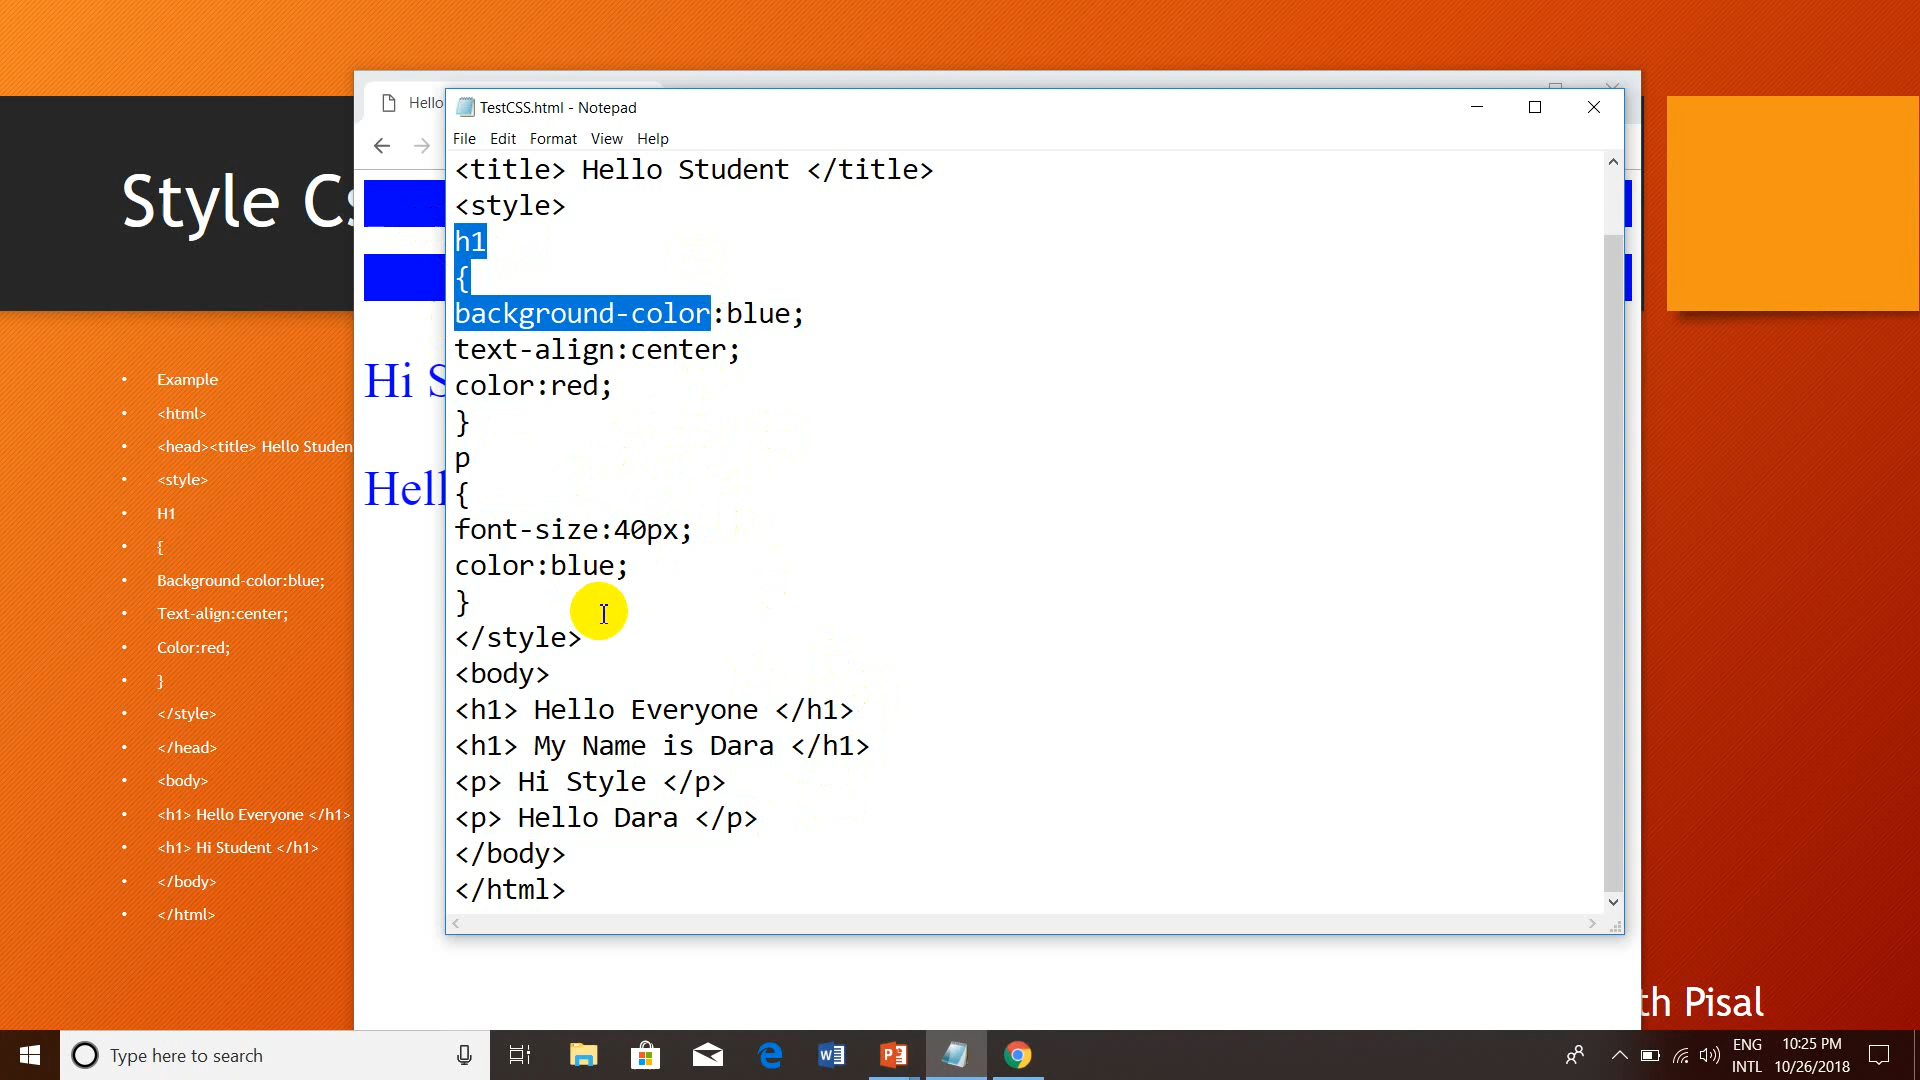 Style Cs
• Example
• <html>
• <head><title> Hello Studen
• <style>
• H1
• {
• Background-color:blue;
• Text-align:center;
• Color:red;
• }
• </style>
• </head>
• <body>
• <h1> Hello Everyone </h1>
• <h1> Hi Student </h1>
• </body>
• </html>
Hello
Hi S
Hell
TestCSS.html - Notepad
File Edit Format View Help
<title> Hello Student </title>
<style>
h1
{
background-color:blue;
text-align:center;
color:red;
}
p
{
font-size:40px;
color:blue;
}
</style>
<body>
<h1> Hello Everyone </h1>
<h1> My Name is Dara </h1>
<p> Hi Style </p>
<p> Hello Dara </p>
</body>
</html>
th Pisal
Type here to search
ENG
INTL
10:25 PM
10/26/2018